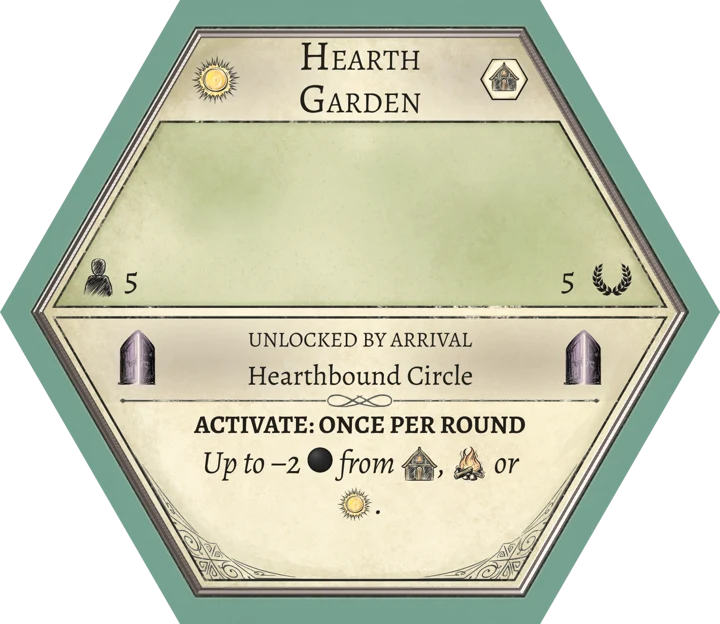 Hearth
Garden
5
5
UNLOCKED BY ARRIVAL
Hearthbound Circle
ACTIVATE: ONCE PER ROUND
Up to −2 from , or
.